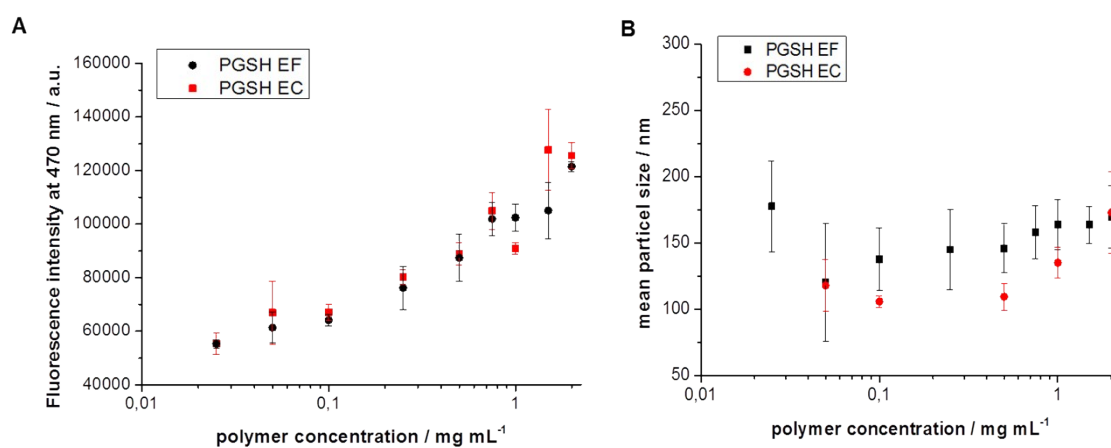 A
Fluorescence intensity at 470 nm / a.u.
160000
140000
120000
100000
80000
60000
40000
PGSH EF
PGSH EC
0,01
0,1
1
polymer concentration / mg mL⁻¹
B
mean particel size / nm
300
250
200
150
100
50
PGSH EF
PGSH EC
0,01
0,1
1
polymer concentration / mg mL⁻¹